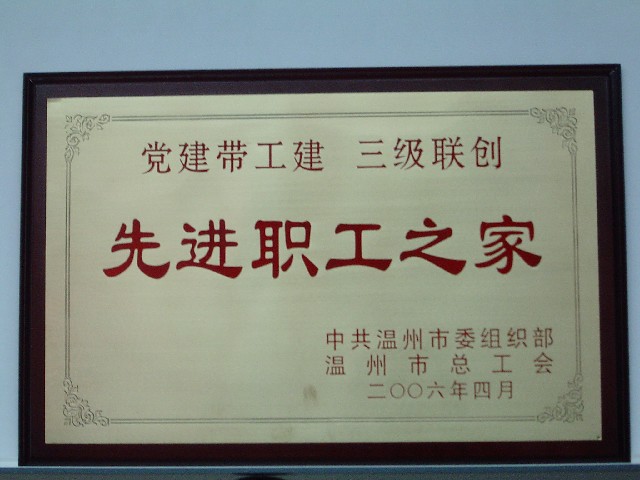 党建带工建 三级联创
先进职工之家
中共温州市委组织部
温州市总工会
二〇〇六年四月